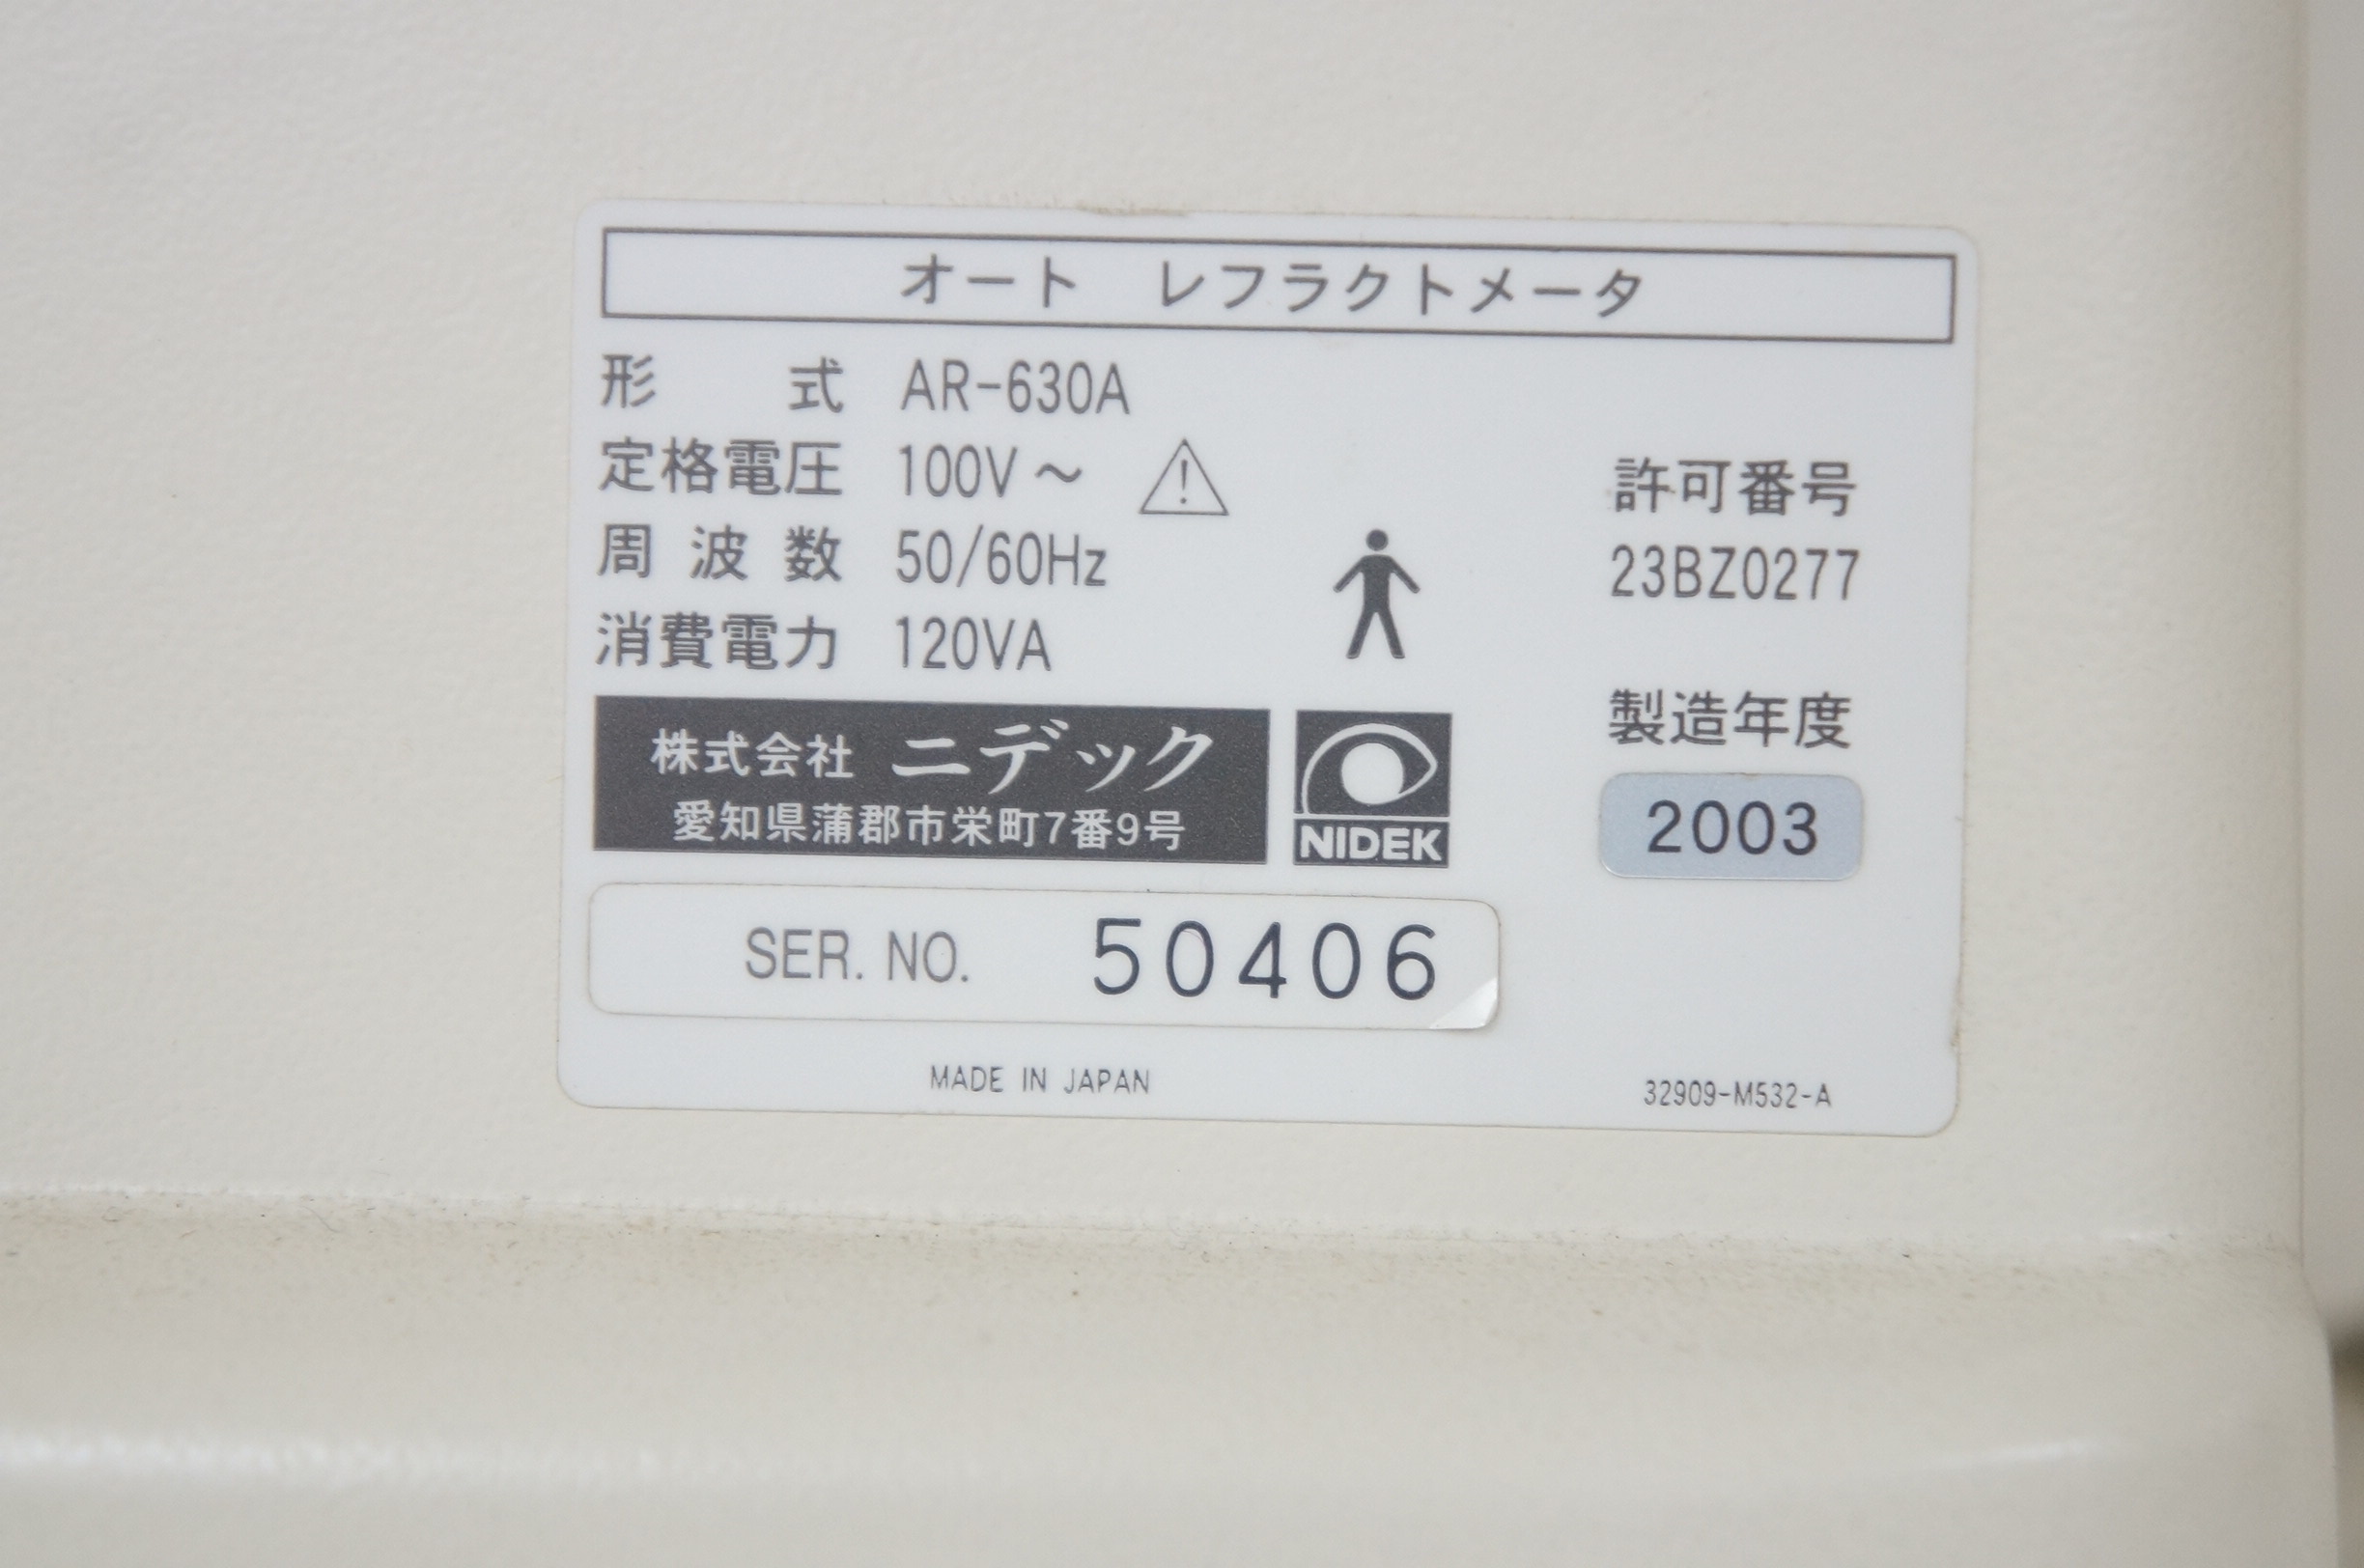 オート レフラクトメータ
形 式 AR-630A
定格電圧 100V～
周波数 50/60Hz
消費電力 120VA
許可番号
23BZ0277
製造年度
2003
株式会社 ニデック
愛知県蒲郡市栄町7番9号
NIDEK
SER. NO. 50406
MADE IN JAPAN
32909-M532-A